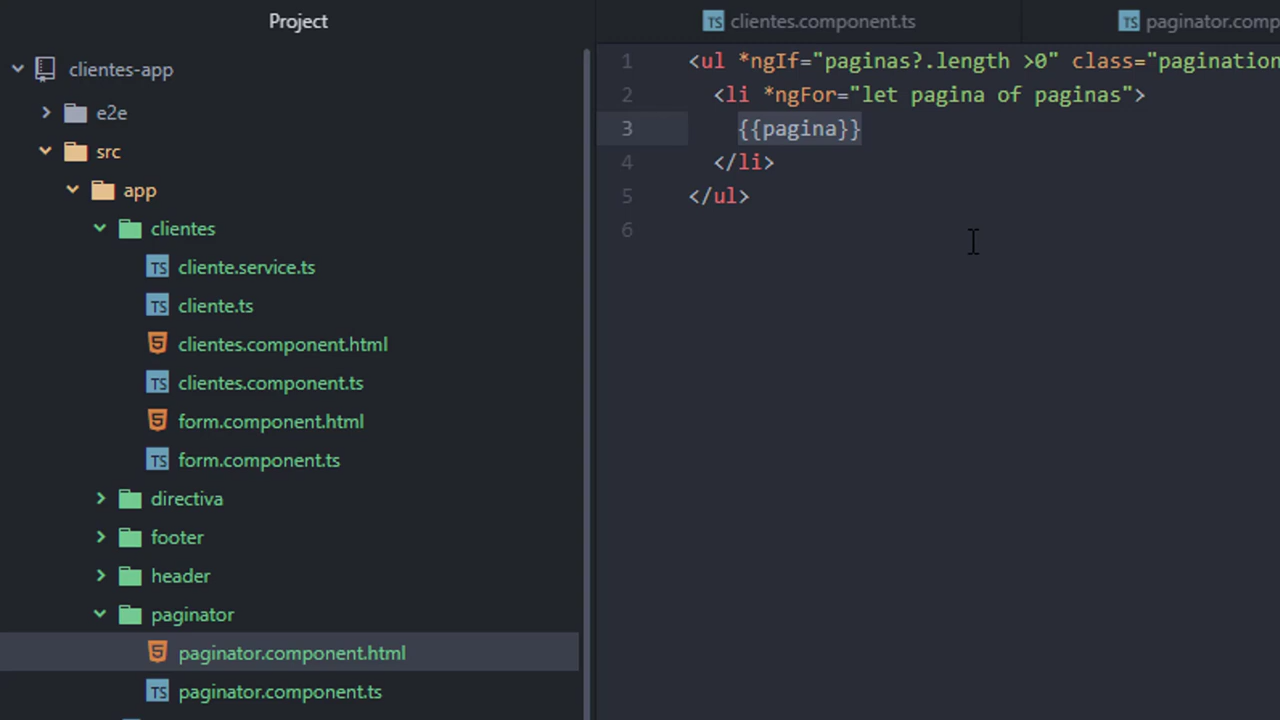 Project
clientes-app
e2e
src
app
clientes
cliente.service.ts
cliente.ts
clientes.component.html
clientes.component.ts
form.component.html
form.component.ts
directiva
footer
header
paginator
paginator.component.html
paginator.component.ts
clientes.component.ts
paginator.comp
1 <ul *ngIf="paginas?.length >0" class="pagination
2 <li *ngFor="let pagina of paginas">
3 {{pagina}}
4 </li>
5 </ul>
6